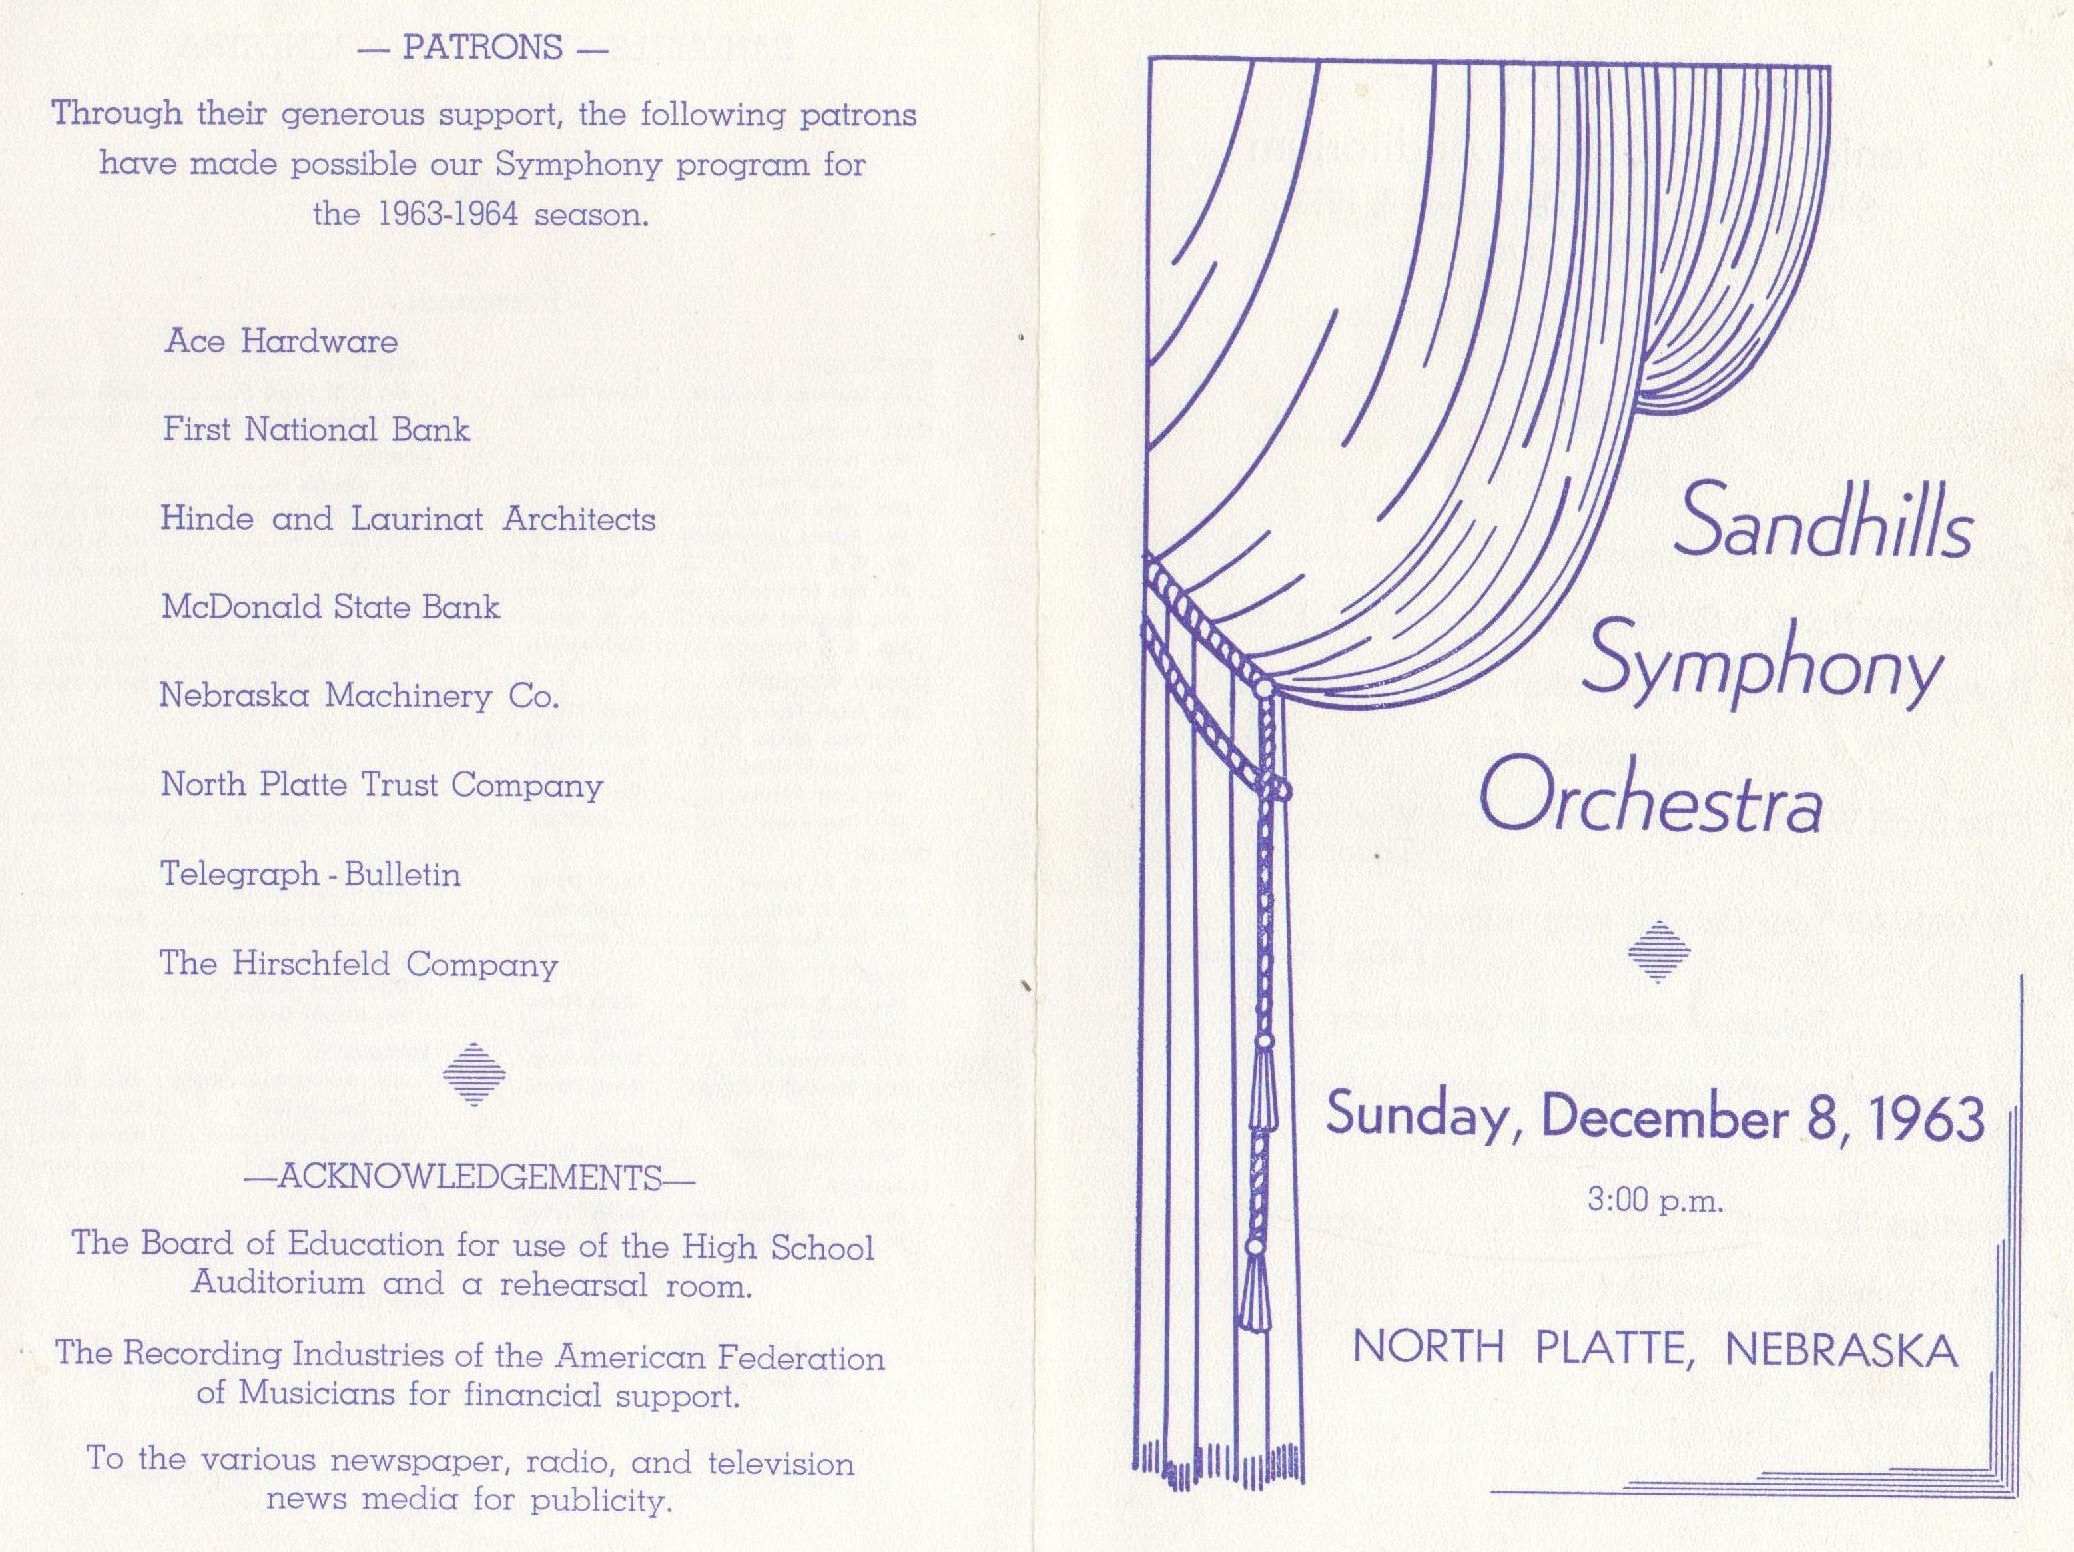 — PATRONS —
Through their generous support, the following patrons
have made possible our Symphony program for
the 1963-1964 season.
Ace Hardware
First National Bank
Hinde and Laurinat Architects
McDonald State Bank
Nebraska Machinery Co.
North Platte Trust Company
Telegraph - Bulletin
The Hirschfeld Company
—ACKNOWLEDGEMENTS—
The Board of Education for use of the High School
Auditorium and a rehearsal room.
The Recording Industries of the American Federation
of Musicians for financial support.
To the various newspaper, radio, and television
news media for publicity.
Sandhills
Symphony
Orchestra
Sunday, December 8, 1963
3:00 p.m.
NORTH PLATTE, NEBRASKA